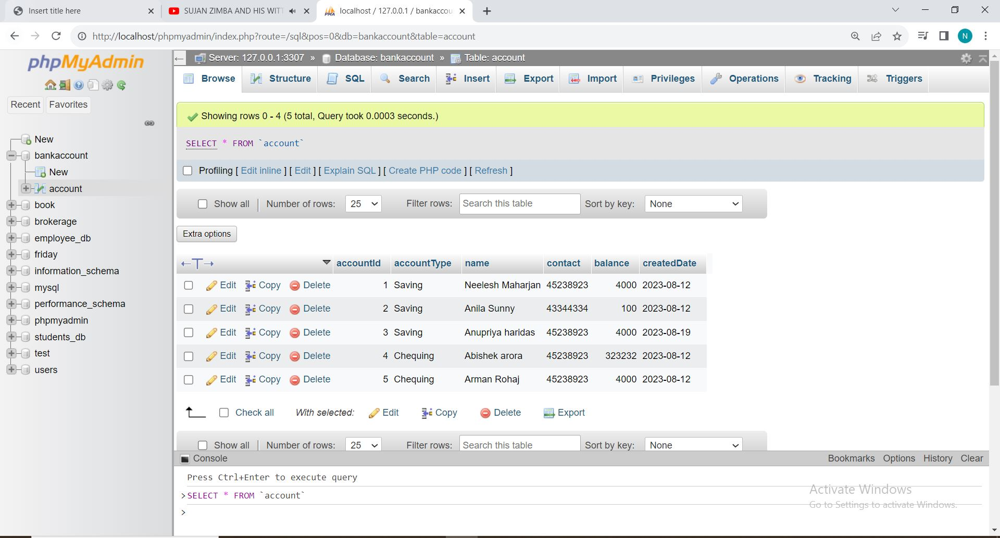 Insert title here
SUJAN ZIMBA AND HIS WIT
localhost / 127.0.0.1 / bankaccou
http://localhost/phpmyadmin/index.php?route=/sql&pos=0&db=bankaccount&table=account
N
phpMyAdmin
Recent Favorites
New
bankaccount
New
account
book
brokerage
employee_db
friday
information_schema
mysql
performance_schema
phpmyadmin
students_db
test
users
Server: 127.0.0.1:3307 » Database: bankaccount » Table: account
Browse Structure SQL Search Insert Export Import Privileges Operations Tracking Triggers
Showing rows 0 - 4 (5 total, Query took 0.0003 seconds.)
SELECT * FROM `account`
Profiling [ Edit inline ] [ Edit ] [ Explain SQL ] [ Create PHP code ] [ Refresh ]
Show all | Number of rows: 25 Filter rows: Search this table Sort by key: None
Extra options
←T→ accountId accountType name contact balance createdDate
Edit Copy Delete 1 Saving Neelesh Maharjan 45238923 4000 2023-08-12
Edit Copy Delete 2 Saving Anila Sunny 43344334 100 2023-08-12
Edit Copy Delete 3 Saving Anupriya haridas 45238923 4000 2023-08-19
Edit Copy Delete 4 Chequing Abishek arora 45238923 323232 2023-08-12
Edit Copy Delete 5 Chequing Arman Rohaj 45238923 4000 2023-08-12
Check all With selected: Edit Copy Delete Export
Show all | Number of rows: 25 Filter rows: Search this table Sort by key: None
Console Bookmarks Options History Clear
Press Ctrl+Enter to execute query
>SELECT * FROM `account`
>
Activate Windows
Go to Settings to activate Windows.